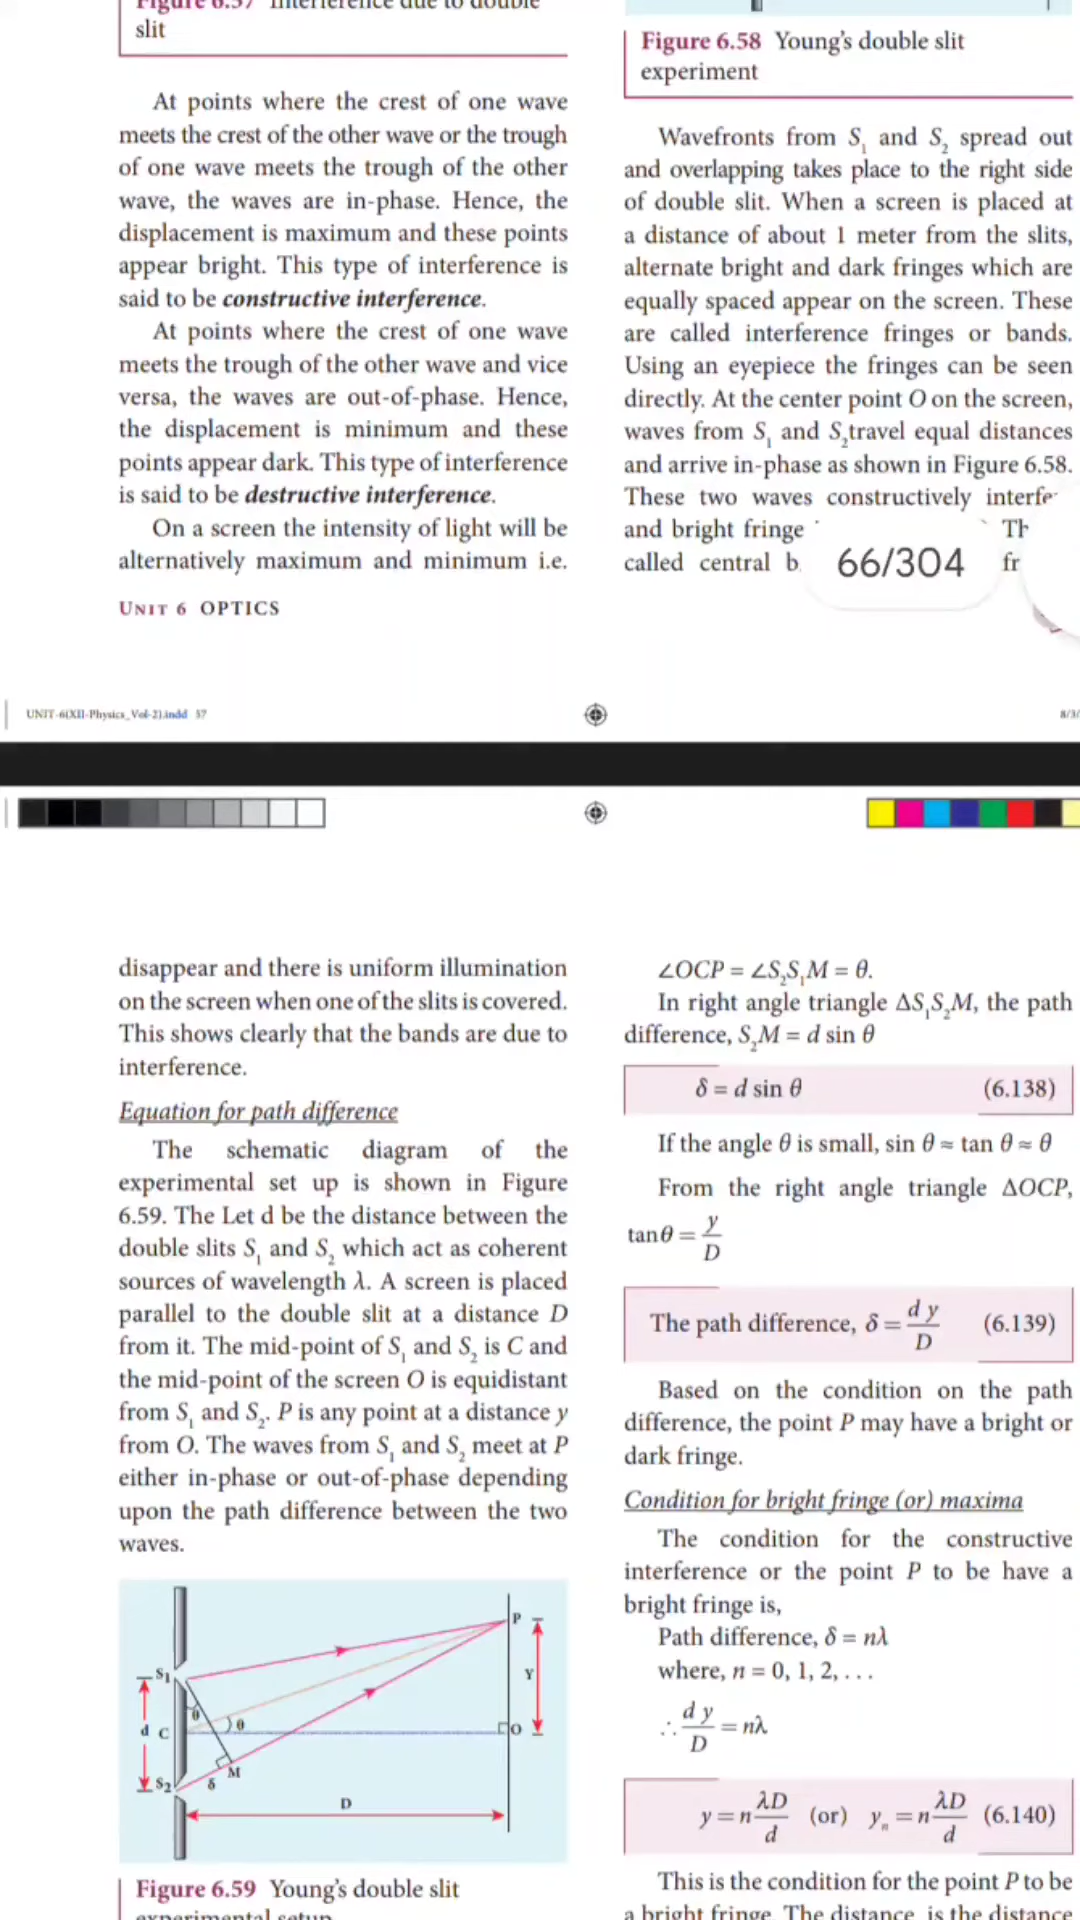 slit
At points where the crest of one wave
meets the crest of the other wave or the trough
of one wave meets the trough of the other
wave, the waves are in-phase. Hence, the
displacement is maximum and these points
appear bright. This type of interference is
said to be constructive interference.
At points where the crest of one wave
meets the trough of the other wave and vice
versa, the waves are out-of-phase. Hence,
the displacement is minimum and these
points appear dark. This type of interference
is said to be destructive interference.
On a screen the intensity of light will be
alternatively maximum and minimum i.e.
Figure 6.58 Young's double slit
experiment
Wavefronts from S₁ and S₂ spread out
and overlapping takes place to the right side
of double slit. When a screen is placed at
a distance of about 1 meter from the slits,
alternate bright and dark fringes which are
equally spaced appear on the screen. These
are called interference fringes or bands.
Using an eyepiece the fringes can be seen
directly. At the center point O on the screen,
waves from S₁ and S₂travel equal distances
and arrive in-phase as shown in Figure 6.58.
These two waves constructively
and bright fringe
called central
66/304
UNIT 6 OPTICS
UNIT-6(XII-Physics_Vol-2).indd 57
disappear and there is uniform illumination
on the screen when one of the slits is covered.
This shows clearly that the bands are due to
interference.
Equation for path difference
The schematic diagram of the
experimental set up is shown in Figure
6.59. The Let d be the distance between the
double slits S₁ and S₂ which act as coherent
sources of wavelength λ. A screen is placed
parallel to the double slit at a distance D
from it. The mid-point of S₁ and S₂ is C and
the mid-point of the screen O is equidistant
from S₁ and S₂. P is any point at a distance y
from O. The waves from S₁ and S₂ meet at P
either in-phase or out-of-phase depending
upon the path difference between the two
waves.
P
S1
Y
θ
d C
θ
O
M
S2
δ
D
Figure 6.59 Young's double slit
experimental setup
∠OCP = ∠S₂S₁M = θ.
In right angle triangle ΔS₁S₂M, the path
difference, S₂M = d sin θ
δ = d sin θ (6.138)
If the angle θ is small, sin θ ≈ tan θ ≈ θ
From the right angle triangle ΔOCP,
tanθ = y/D
The path difference, δ = d y/D (6.139)
Based on the condition on the path
difference, the point P may have a bright or
dark fringe.
Condition for bright fringe (or) maxima
The condition for the constructive
interference or the point P to be have a
bright fringe is,
Path difference, δ = nλ
where, n = 0, 1, 2, . . .
∴ d y/D = nλ
y = n λD/d (or) yₙ = n λD/d (6.140)
This is the condition for the point P to be
a bright fringe. The distance is the distance